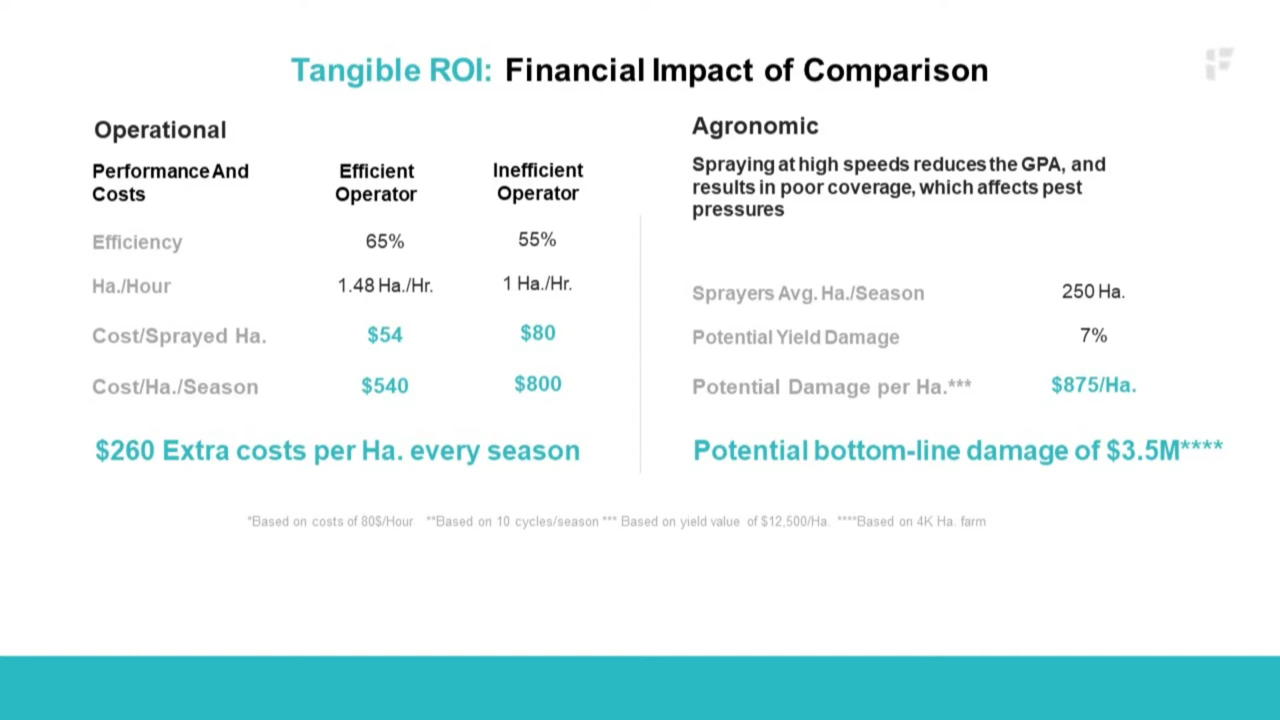 Tangible ROI: Financial Impact of Comparison
Operational
Performance And
Costs
Efficient
Operator
Inefficient
Operator
Efficiency 65% 55%
Ha./Hour 1.48 Ha./Hr. 1 Ha./Hr.
Cost/Sprayed Ha. $54 $80
Cost/Ha./Season $540 $800
$260 Extra costs per Ha. every season
Agronomic
Spraying at high speeds reduces the GPA, and
results in poor coverage, which affects pest
pressures
Sprayers Avg. Ha./Season 250 Ha.
Potential Yield Damage 7%
Potential Damage per Ha.*** $875/Ha.
Potential bottom-line damage of $3.5M****
*Based on costs of 80$/Hour **Based on 10 cycles/season *** Based on yield value of $12,500/Ha. ****Based on 4K Ha. farm